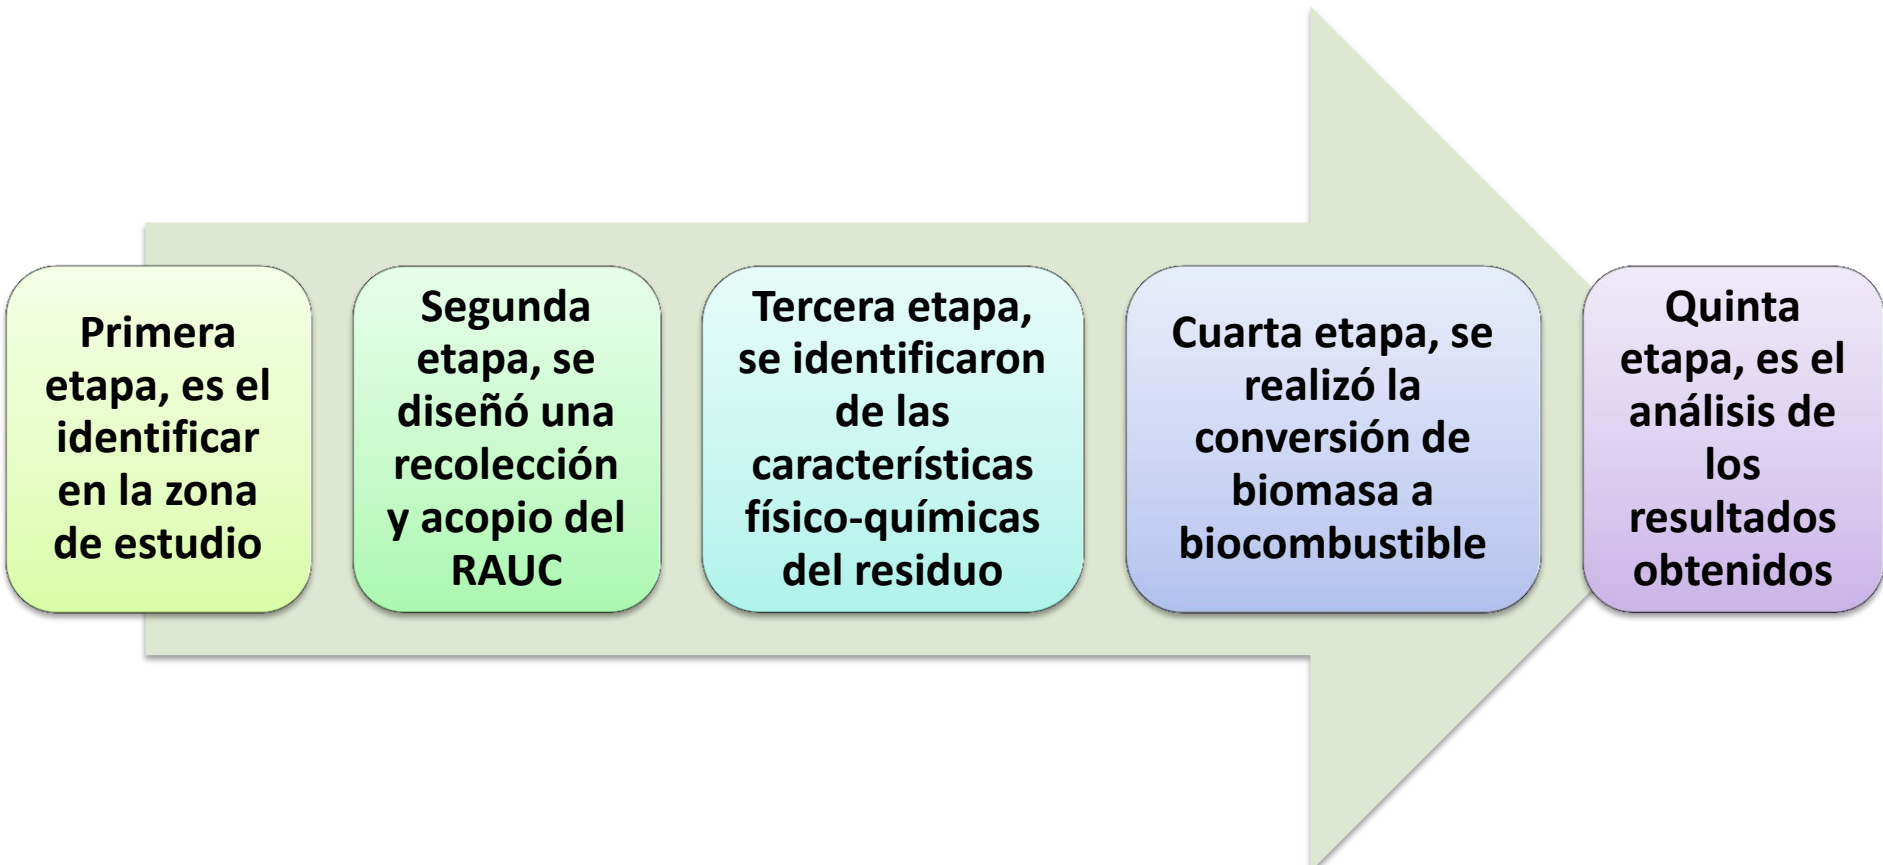 Primera
etapa, es el
identificar
en la zona
de estudio
Segunda
etapa, se
diseñó una
recolección
y acopio del
RAUC
Tercera etapa,
se identificaron
de las
características
físico-químicas
del residuo
Cuarta etapa, se
realizó la
conversión de
biomasa a
biocombustible
Quinta
etapa, es el
análisis de
los
resultados
obtenidos